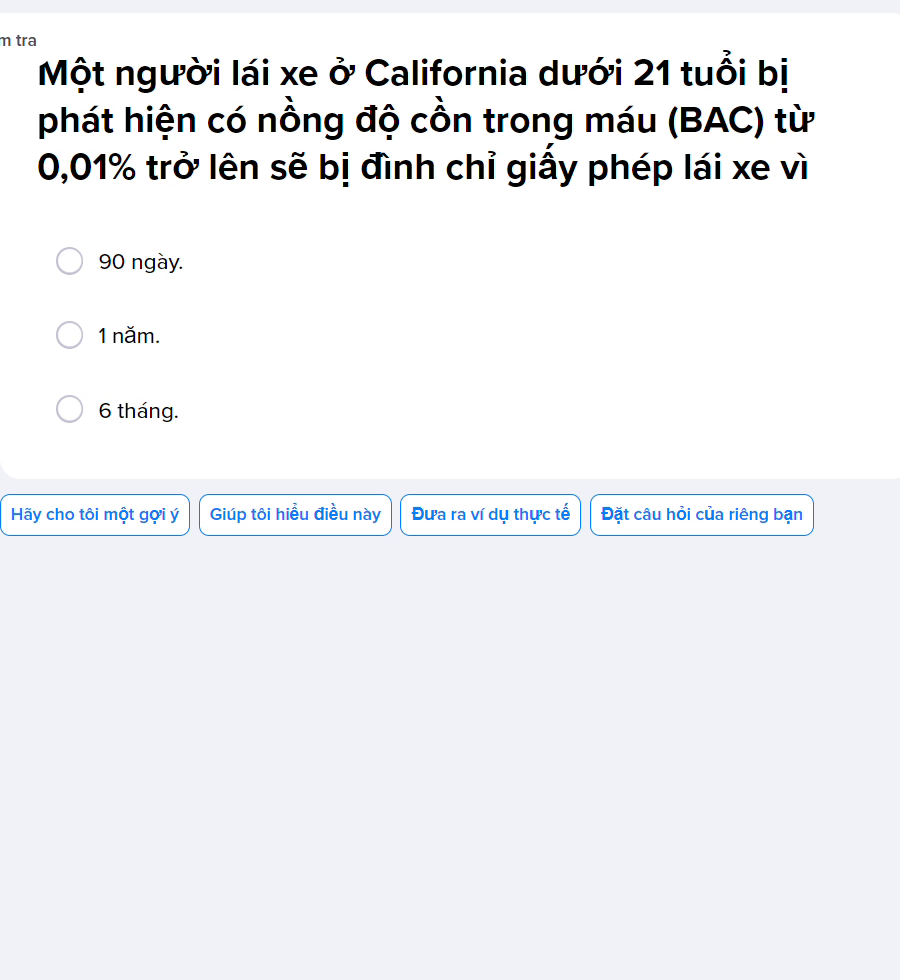 m tra
Một người lái xe ở California dưới 21 tuổi bị
phát hiện có nồng độ cồn trong máu (BAC) từ
0,01% trở lên sẽ bị đình chỉ giấy phép lái xe vì
90 ngày.
1 năm.
6 tháng.
Hãy cho tôi một gợi ý
Giúp tôi hiểu điều này
Đưa ra ví dụ thực tế
Đặt câu hỏi của riêng bạn